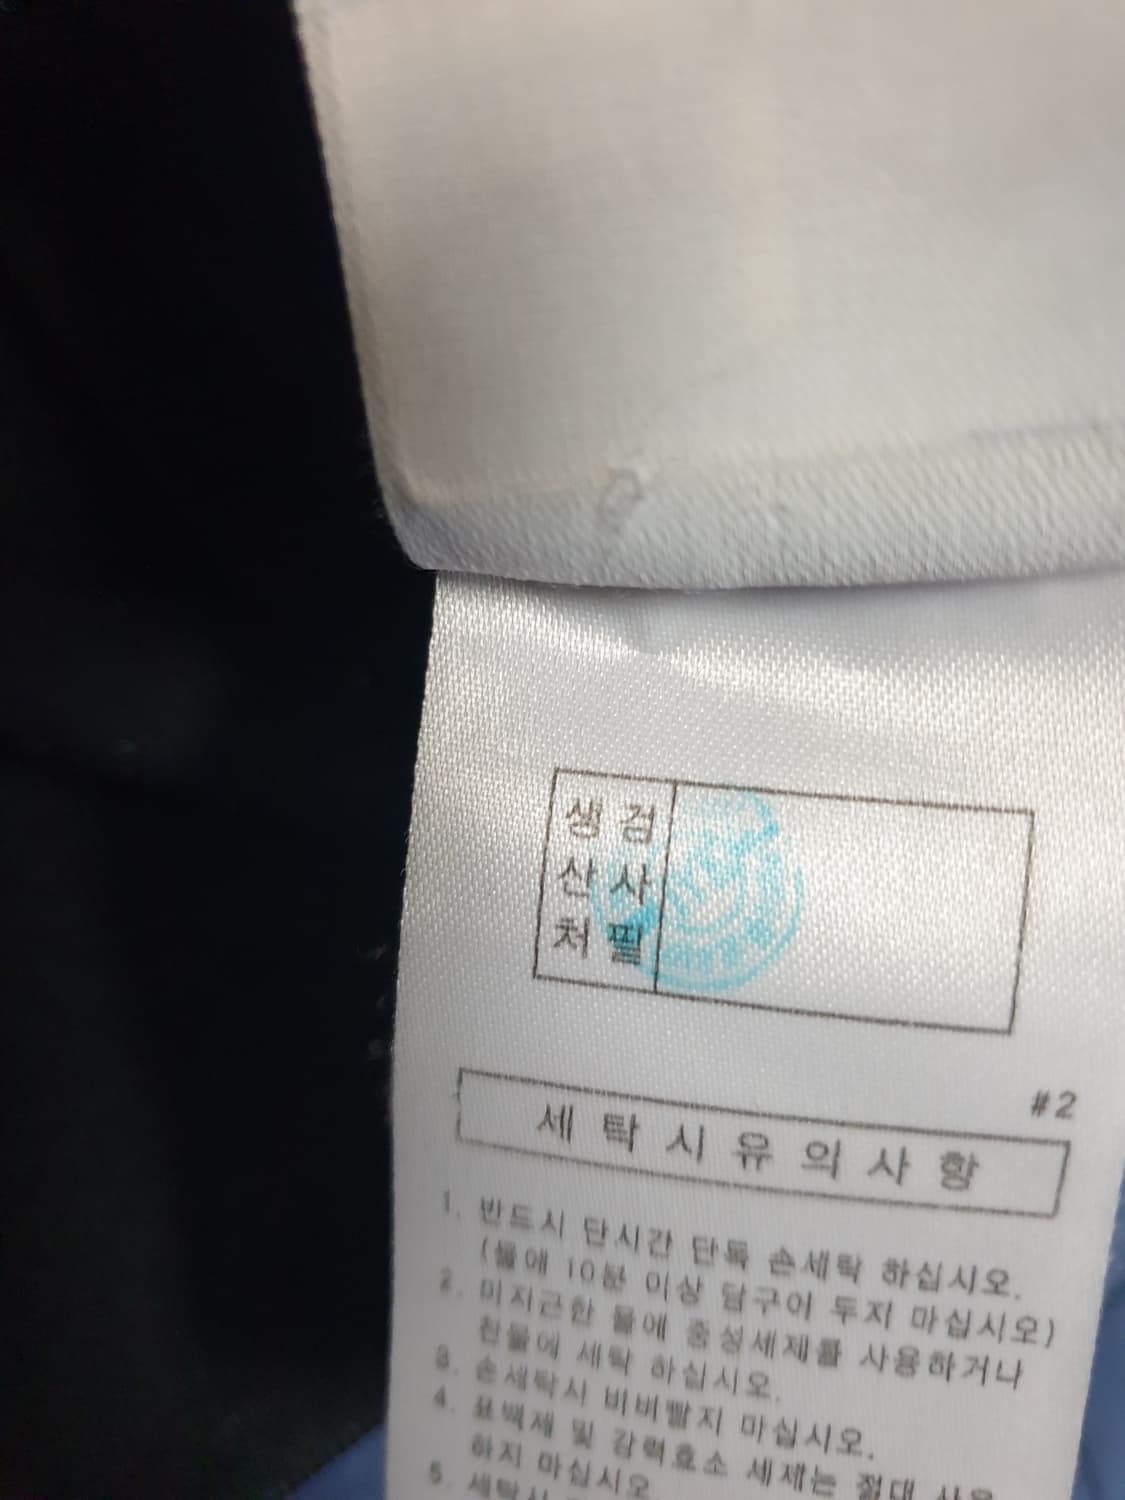 생 검
산 사
처 필
#2
세탁시유의사항
1. 반드시 단시간 단독 손세탁 하십시오.
(물에 10분 이상 담구어 두지 마십시오)
2. 미지근한 물에 중성세제를 사용하거나
찬물에 세탁 하십시오.
3. 손세탁시 비벼빨지 마십시오.
4. 표백제 및 강력효소 세제는 절대 사용
하지 마십시오
5. 세탁시